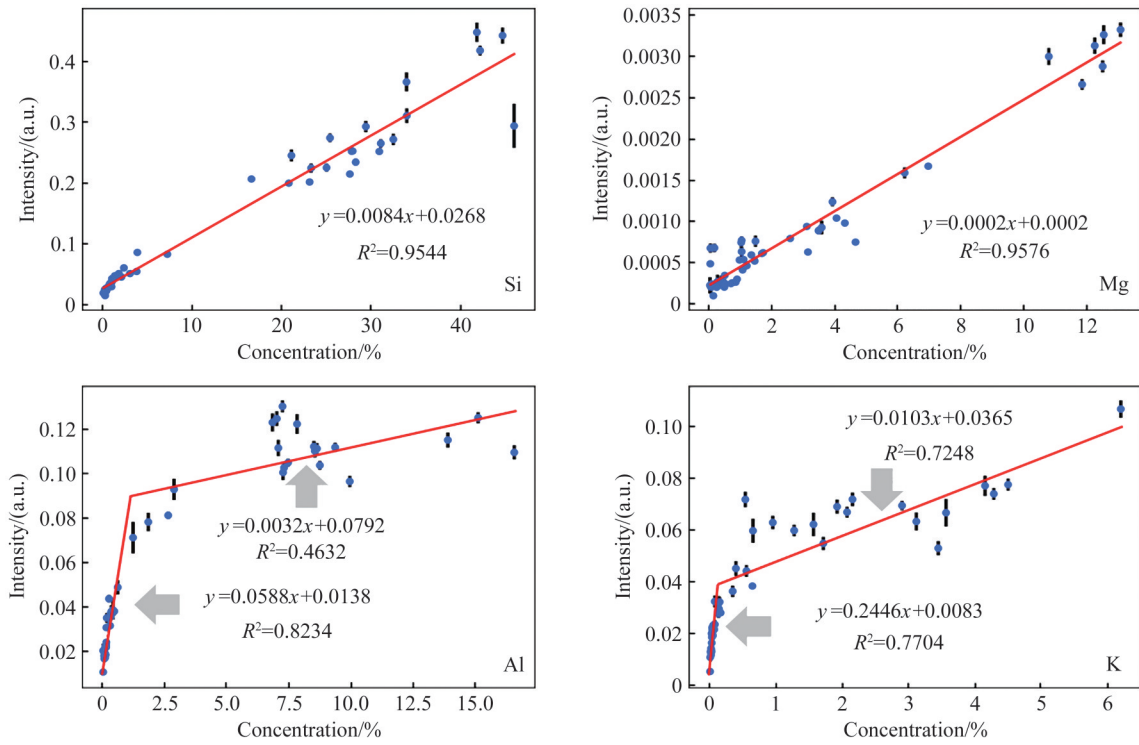 Intensity/(a.u.)
0.4
0.3
0.2
0.1
0
y=0.0084x+0.0268
R²=0.9544
Si
0
10
20
30
40
Concentration/%
Intensity/(a.u.)
0.0035
0.0030
0.0025
0.0020
0.0015
0.0010
0.0005
0
y=0.0002x+0.0002
R²=0.9576
Mg
0
2
4
6
8
10
12
Concentration/%
Intensity/(a.u.)
0.12
0.10
0.08
0.06
0.04
0.02
y=0.0032x+0.0792
R²=0.4632
y=0.0588x+0.0138
R²=0.8234
Al
0
2.5
5.0
7.5
10.0
12.5
15.0
Concentration/%
Intensity/(a.u.)
0.10
0.08
0.06
0.04
0.02
0
y=0.0103x+0.0365
R²=0.7248
y=0.2446x+0.0083
R²=0.7704
K
0
1
2
3
4
5
6
Concentration/%